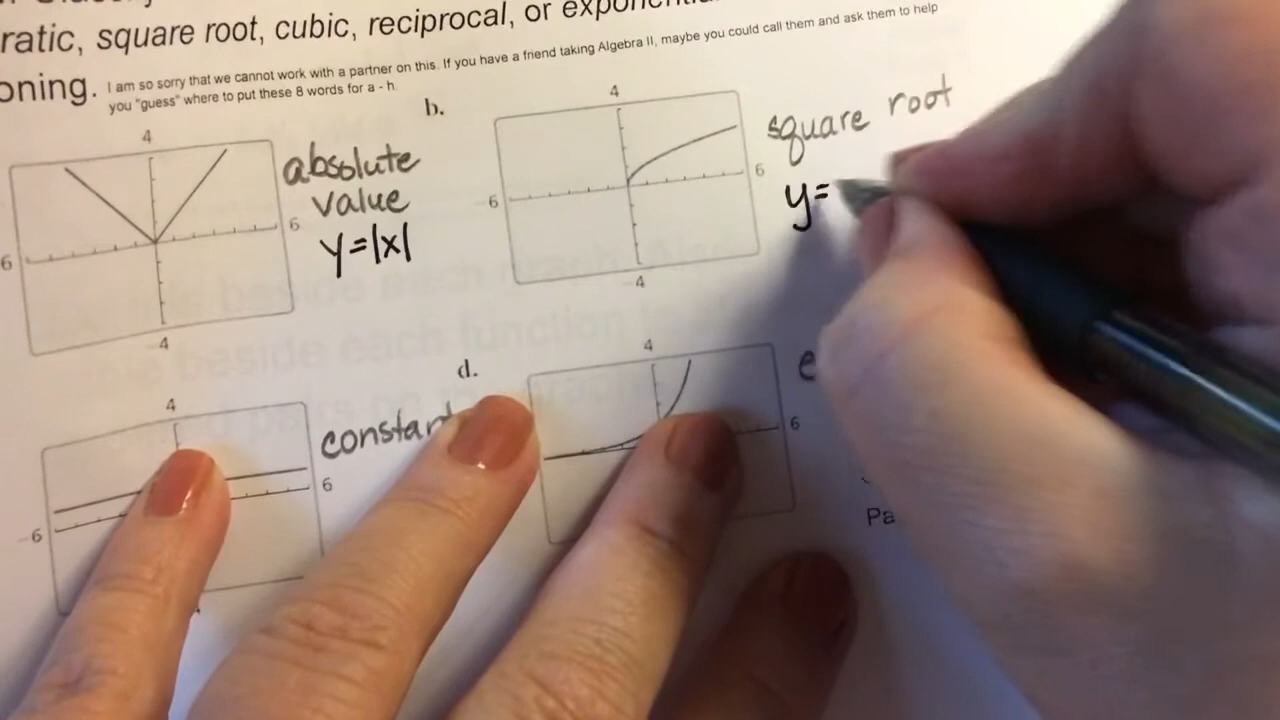 ratic, square root, cubic, reciprocal, or
oning. I am so sorry that we cannot work with a partner on this. If you have a friend taking Algebra II, maybe you could call them and ask them to help
you "guess" where to put these 8 words for a - h.
b.
4
6
-4
absolute
value
y=|x|
6
4
-6
6
-4
square root
y=
4
-6
6
constant
d.
4
6
e
Pa